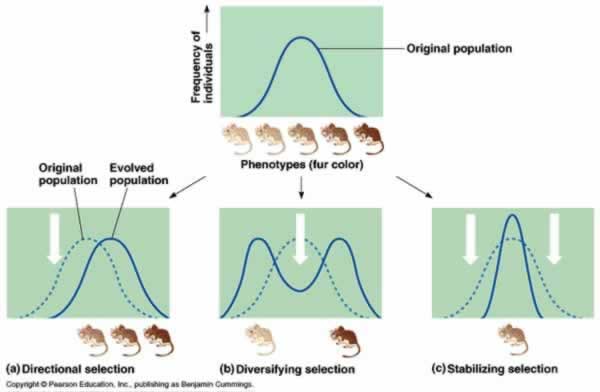 Frequency of
individuals
Original population
Phenotypes (fur color)
Original
population
Evolved
population
(a) Directional selection
(b) Diversifying selection
(c) Stabilizing selection
Copyright © Pearson Education, Inc., publishing as Benjamin Cummings.